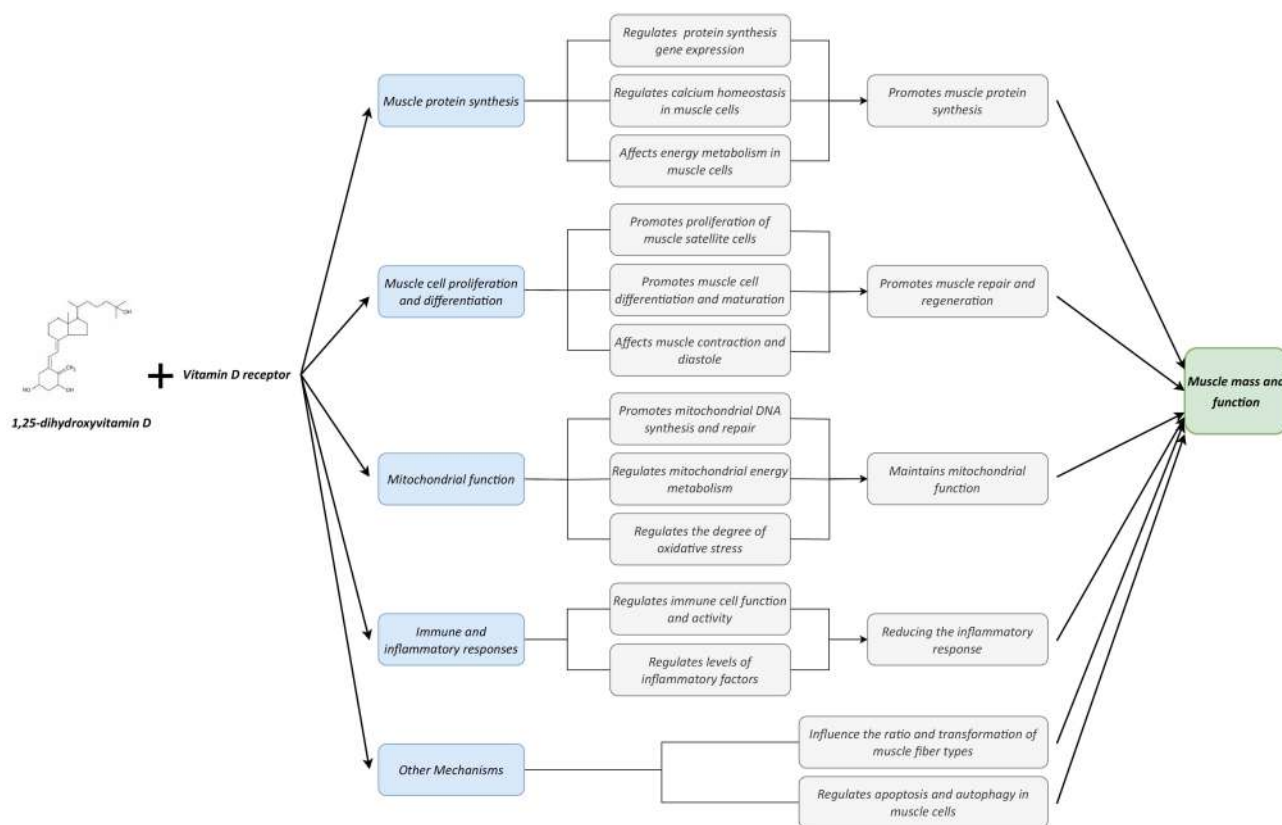 Regulates protein synthesis
gene expression
Muscle protein synthesis
Regulates calcium homeostasis
in muscle cells
Promotes muscle protein
synthesis
Affects energy metabolism in
muscle cells
Promotes proliferation of
muscle satellite cells
Muscle cell proliferation
and differentiation
Promotes muscle cell
differentiation and maturation
Promotes muscle repair and
regeneration
Affects muscle contraction and
diastole
OH
CH₃
HO
OH
1,25-dihydroxyvitamin D
+
Vitamin D receptor
Muscle mass and
function
Promotes mitochondrial DNA
synthesis and repair
Mitochondrial function
Regulates mitochondrial energy
metabolism
Maintains mitochondrial
function
Regulates the degree of
oxidative stress
Regulates immune cell function
and activity
Immune and
inflammatory responses
Reducing the inflammatory
response
Regulates levels of
inflammatory factors
Influence the ratio and transformation of
muscle fiber types
Other Mechanisms
Regulates apoptosis and autophagy in
muscle cells